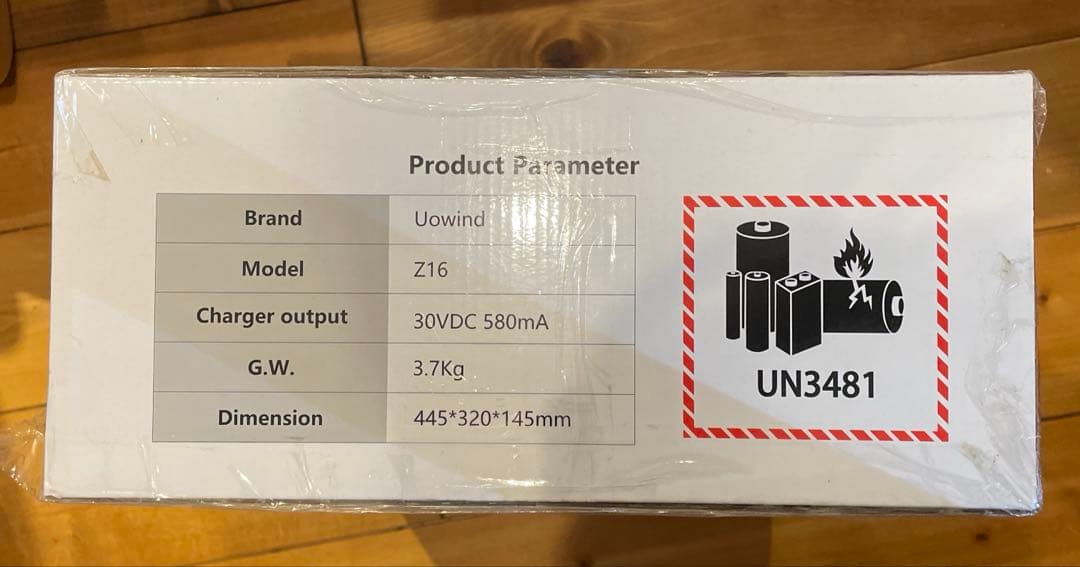 Product Parameter
Brand Uowind
Model Z16
Charger output 30VDC 580mA
G.W. 3.7Kg
Dimension 445*320*145mm
UN3481